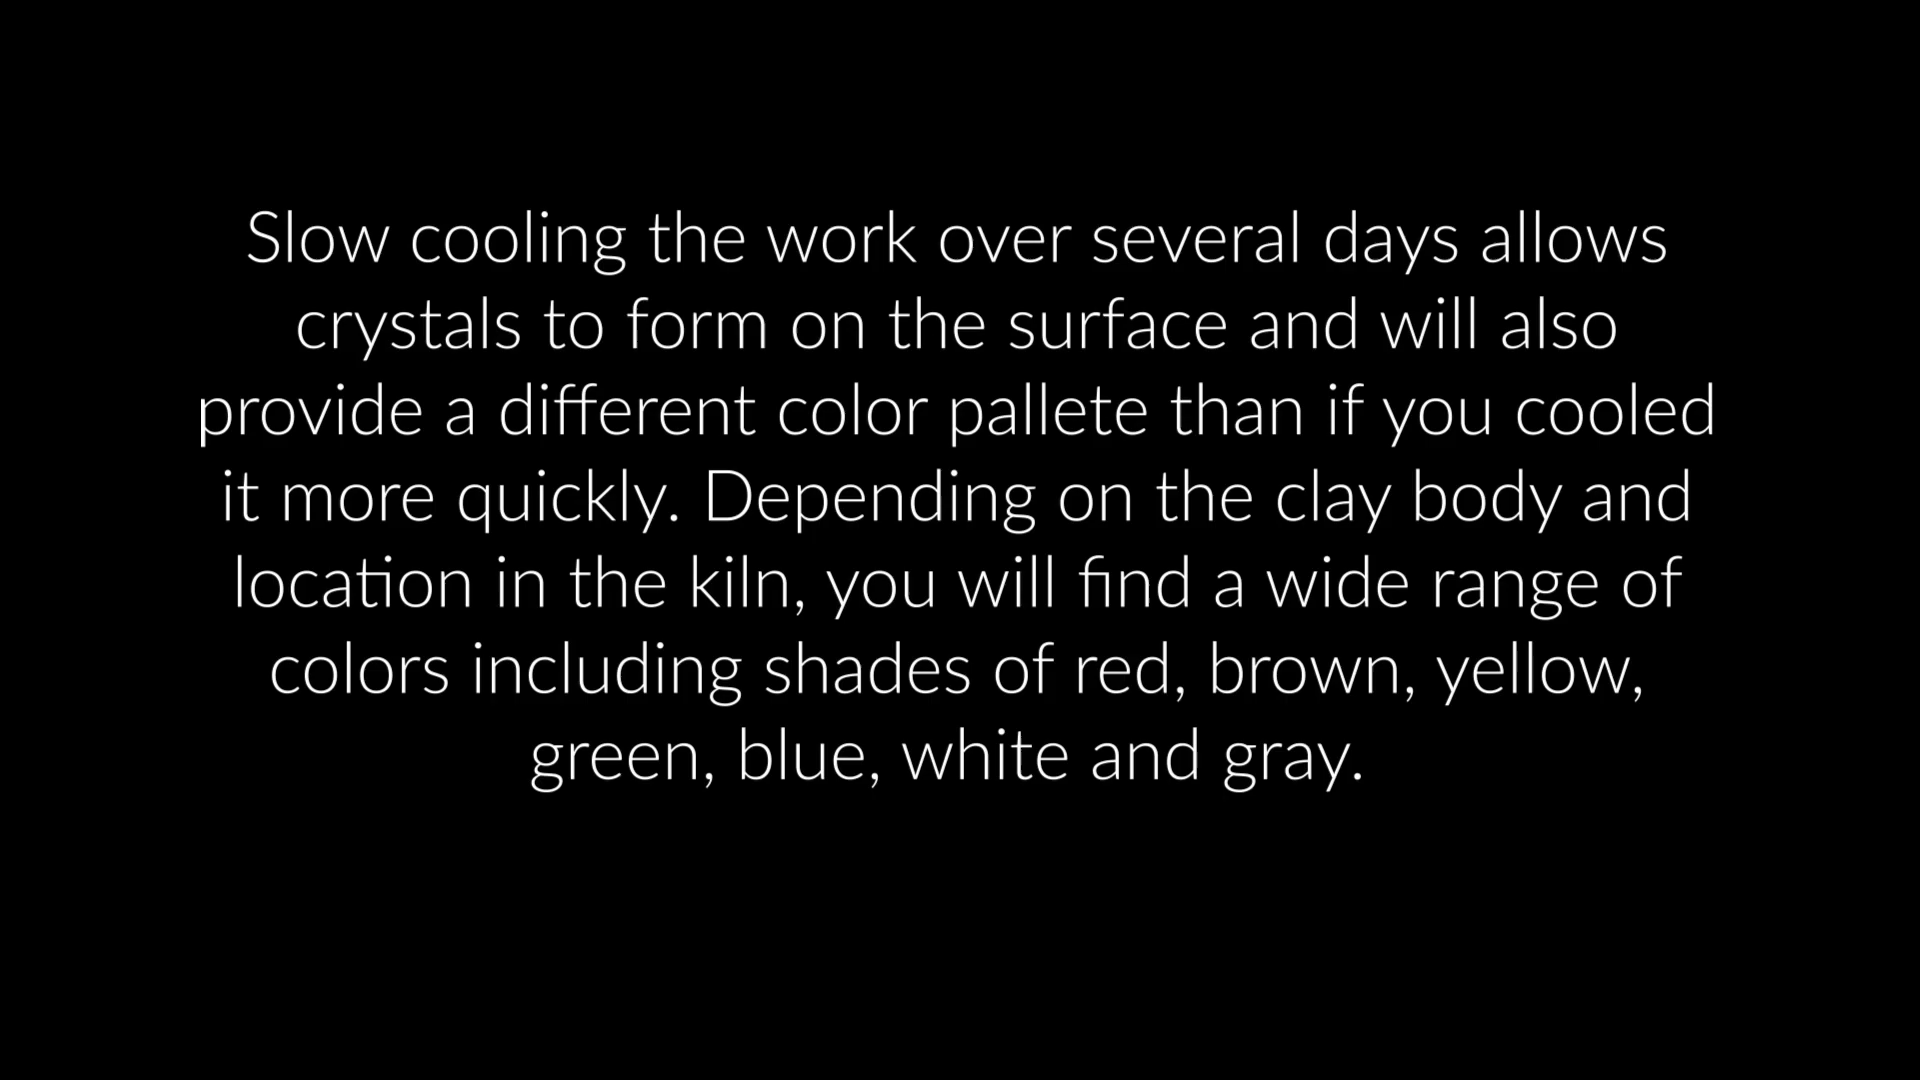 Slow cooling the work over several days allows
crystals to form on the surface and will also
provide a different color pallete than if you cooled
it more quickly. Depending on the clay body and
location in the kiln, you will find a wide range of
colors including shades of red, brown, yellow,
green, blue, white and gray.